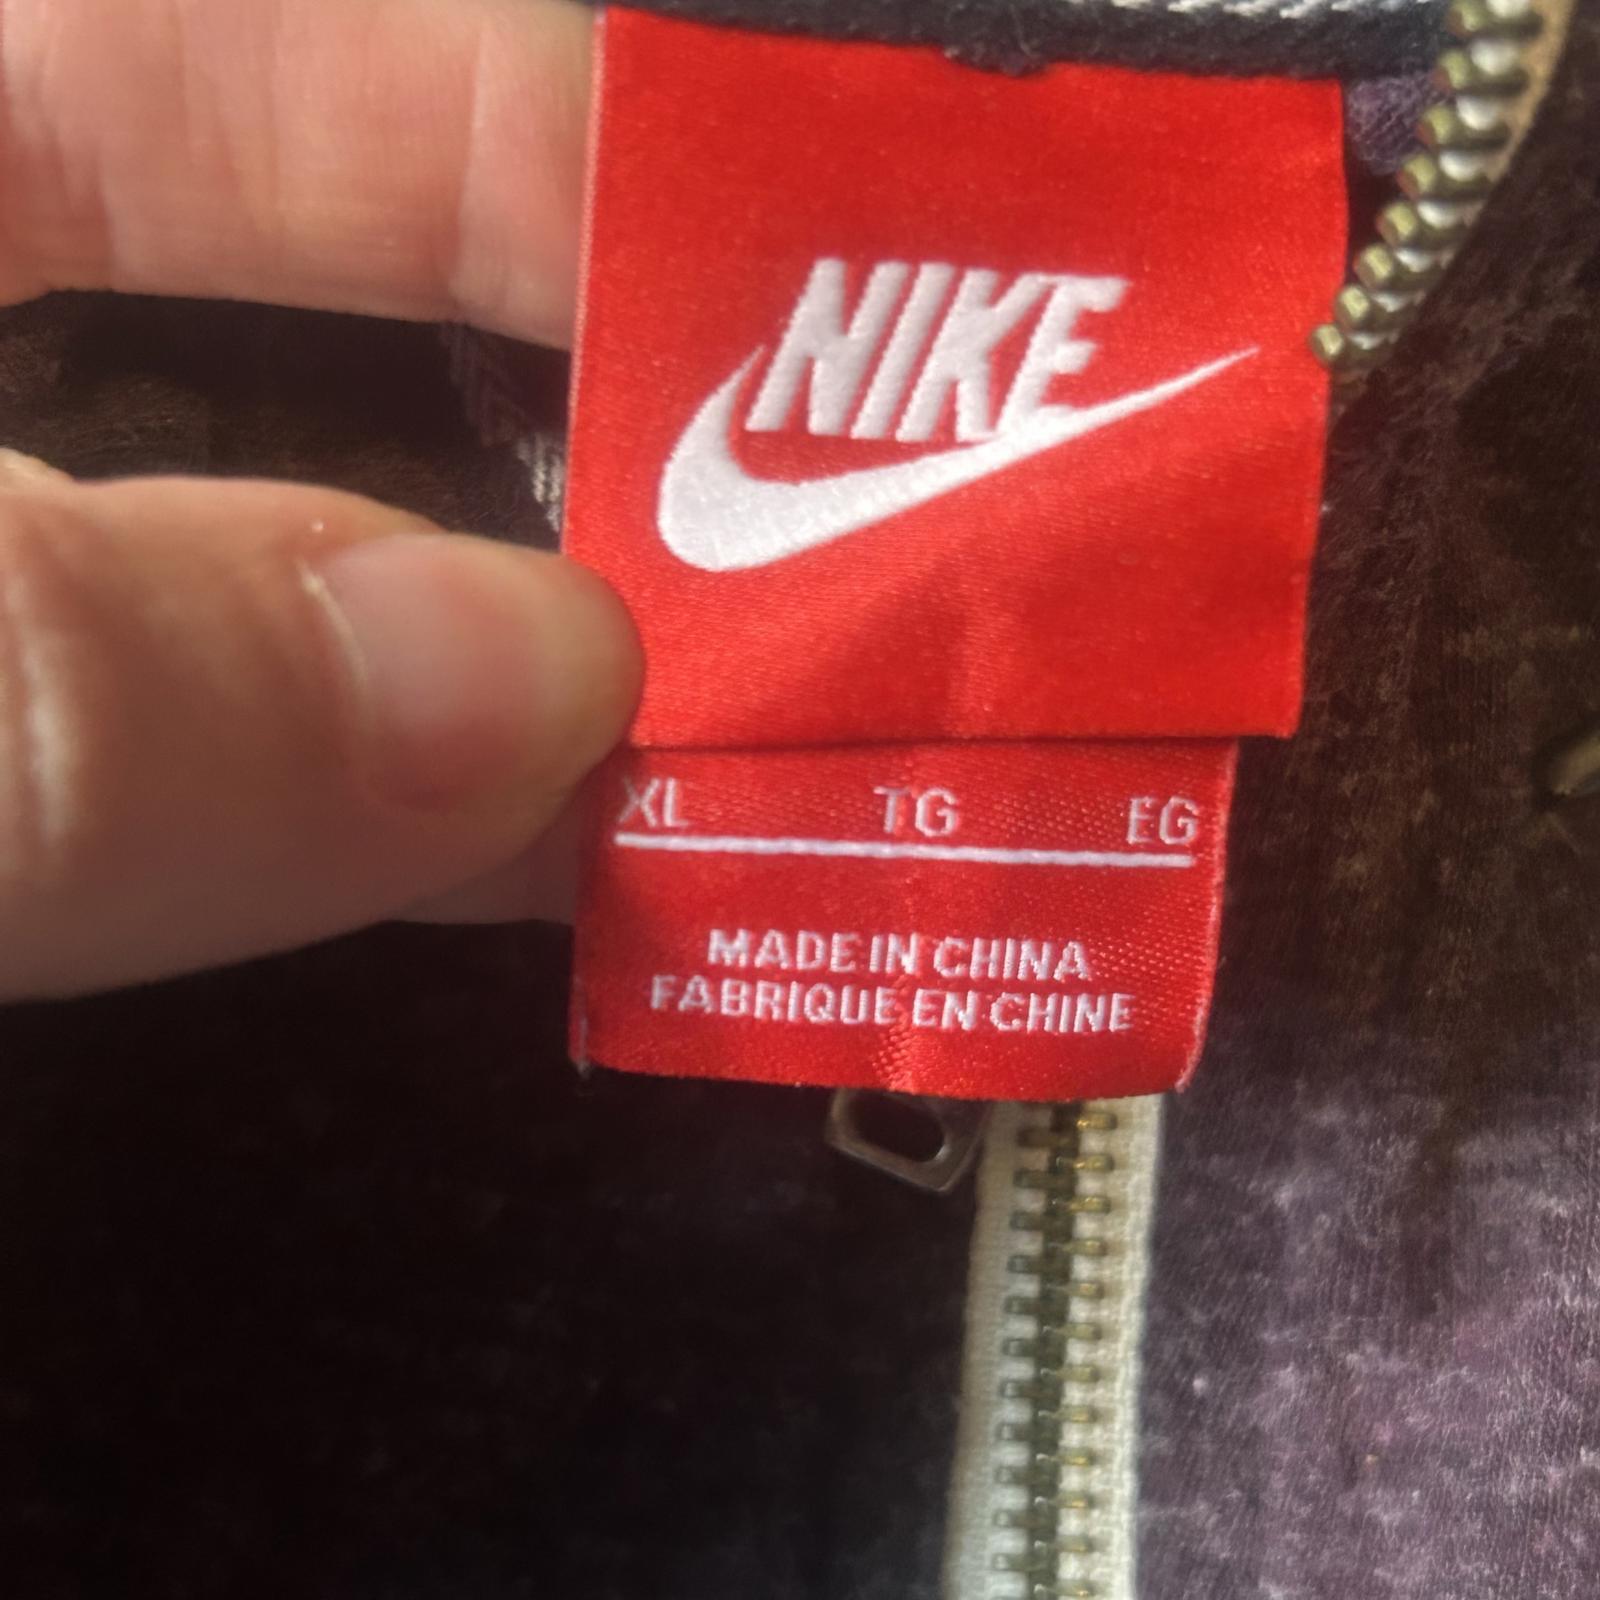 NIKE
XL TG EG
MADE IN CHINA
FABRIQUE EN CHINE